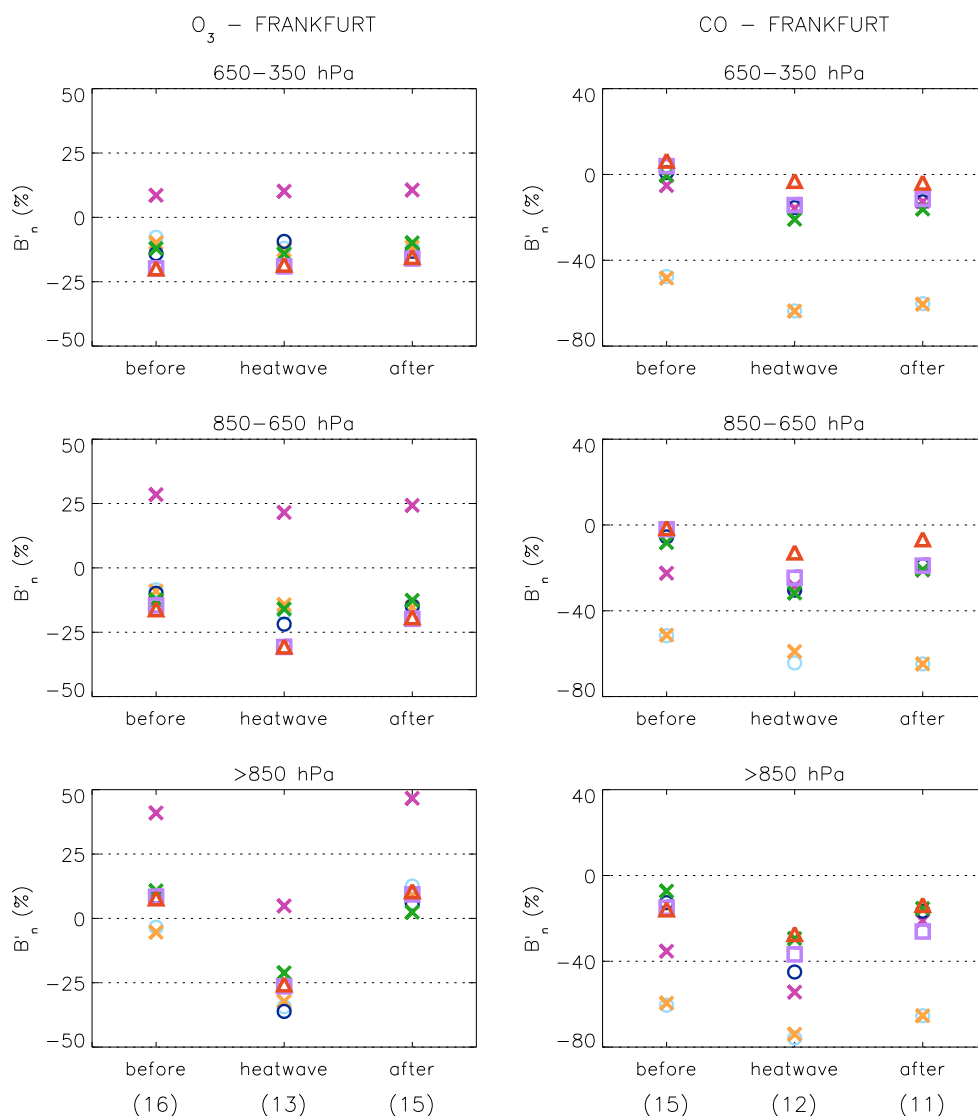 O₃ – FRANKFURT
CO – FRANKFURT
650–350 hPa
50
25
0
−25
−50
B'ₙ (%)
before heatwave after
650–350 hPa
40
0
−40
−80
B'ₙ (%)
before heatwave after
850–650 hPa
50
25
0
−25
−50
B'ₙ (%)
before heatwave after
850–650 hPa
40
0
−40
−80
B'ₙ (%)
before heatwave after
>850 hPa
50
25
0
−25
−50
B'ₙ (%)
before heatwave after
(16) (13) (15)
>850 hPa
40
0
−40
−80
B'ₙ (%)
before heatwave after
(15) (12) (11)